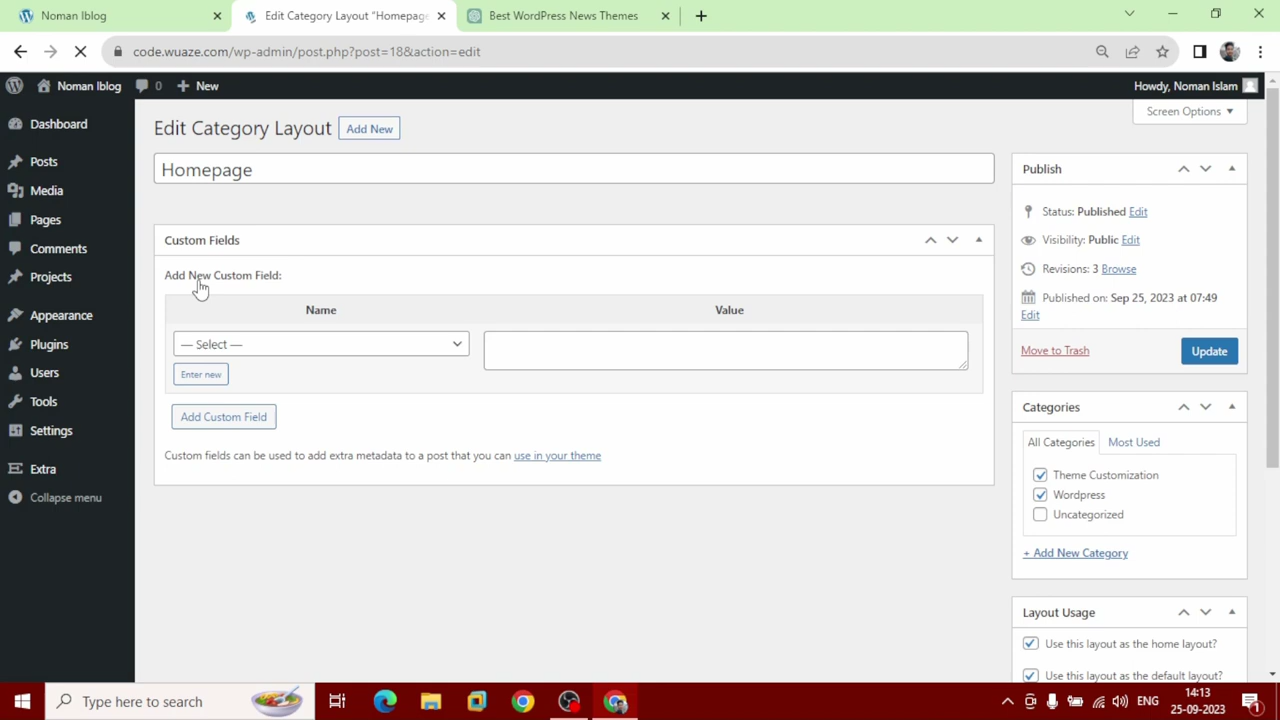 Noman Iblog
Edit Category Layout "Homepage
Best WordPress News Themes
code.wuaze.com/wp-admin/post.php?post=18&action=edit
Noman Iblog
0
New
Howdy, Noman Islam
Screen Options
Dashboard
Posts
Media
Pages
Comments
Projects
Appearance
Plugins
Users
Tools
Settings
Extra
Collapse menu
Edit Category Layout
Add New
Homepage
Custom Fields
Add New Custom Field:
Name
Value
— Select —
Enter new
Add Custom Field
Custom fields can be used to add extra metadata to a post that you can use in your theme
Publish
Status: Published Edit
Visibility: Public Edit
Revisions: 3 Browse
Published on: Sep 25, 2023 at 07:49
Edit
Move to Trash
Update
Categories
All Categories
Most Used
Theme Customization
Wordpress
Uncategorized
+ Add New Category
Layout Usage
Use this layout as the home layout?
Use this layout as the default layout?
Type here to search
ENG
14:13
25-09-2023
1